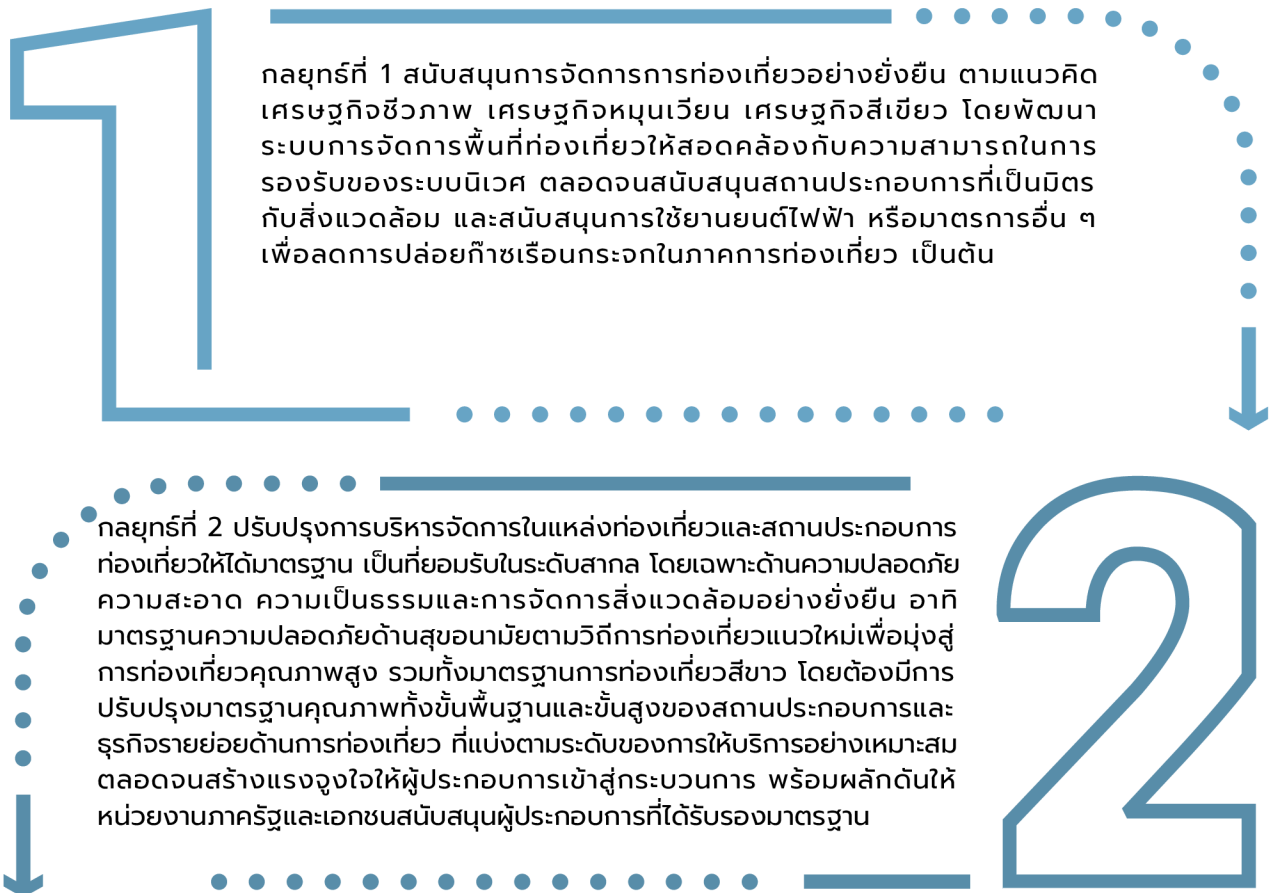 1
กลยุทธ์ที่ 1 สนับสนุนการจัดการการท่องเที่ยวอย่างยั่งยืน ตามแนวคิด
เศรษฐกิจชีวภาพ เศรษฐกิจหมุนเวียน เศรษฐกิจสีเขียว โดยพัฒนา
ระบบการจัดการพื้นที่ท่องเที่ยวให้สอดคล้องกับความสามารถในการ
รองรับของระบบนิเวศ ตลอดจนสนับสนุนสถานประกอบการที่เป็นมิตร
กับสิ่งแวดล้อม และสนับสนุนการใช้ยานยนต์ไฟฟ้า หรือมาตรการอื่น ๆ
เพื่อลดการปล่อยก๊าซเรือนกระจกในภาคการท่องเที่ยว เป็นต้น
2
กลยุทธ์ที่ 2 ปรับปรุงการบริหารจัดการในแหล่งท่องเที่ยวและสถานประกอบการ
ท่องเที่ยวให้ได้มาตรฐาน เป็นที่ยอมรับในระดับสากล โดยเฉพาะด้านความปลอดภัย
ความสะอาด ความเป็นธรรมและการจัดการสิ่งแวดล้อมอย่างยั่งยืน อาทิ
มาตรฐานความปลอดภัยด้านสุขอนามัยตามวิถีการท่องเที่ยวแนวใหม่เพื่อมุ่งสู่
การท่องเที่ยวคุณภาพสูง รวมทั้งมาตรฐานการท่องเที่ยวสีขาว โดยต้องมีการ
ปรับปรุงมาตรฐานคุณภาพทั้งขั้นพื้นฐานและขั้นสูงของสถานประกอบการและ
ธุรกิจรายย่อยด้านการท่องเที่ยว ที่แบ่งตามระดับของการให้บริการอย่างเหมาะสม
ตลอดจนสร้างแรงจูงใจให้ผู้ประกอบการเข้าสู่กระบวนการ พร้อมผลักดันให้
หน่วยงานภาครัฐและเอกชนสนับสนุนผู้ประกอบการที่ได้รับรองมาตรฐาน